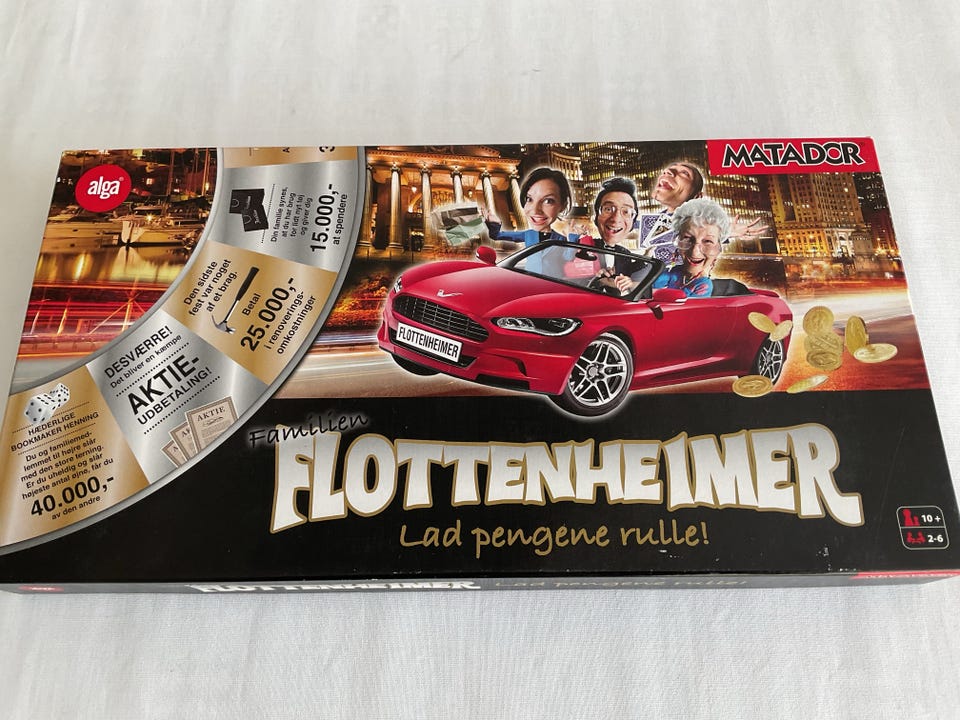 alga
MATADOR
Din familie synes,
at du har brug
for lidt nyt tøj
og giver dig
15.000,-
at spendere
Den sidste
fest var noget
af et brag.
Betal
25.000,-
renoverings-
omkostninger
DESVÆRRE!
Det bliver en kæmpe
AKTIE-
UDBETALING!
AKTIE
HÆDERLIGE
BOOKMAKER HENNING
Du og familiemed-
lemmet til højre slår
med den store terning.
Er du uheldig og slår
højeste antal øjne, får du
40.000,-
av den andre
FLOTTENHEIMER
Familien
FLOTTENHEIMER
Lad pengene rulle!
10 +
2-6
FLOTTENHEIMER Lad pengene rulle!